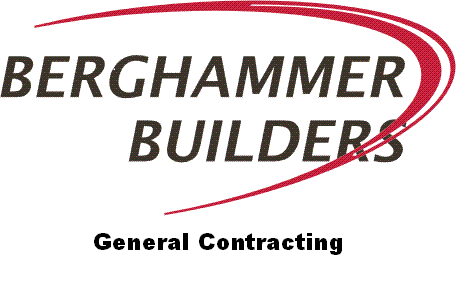 BERGHAMMER
BUILDERS
General Contracting